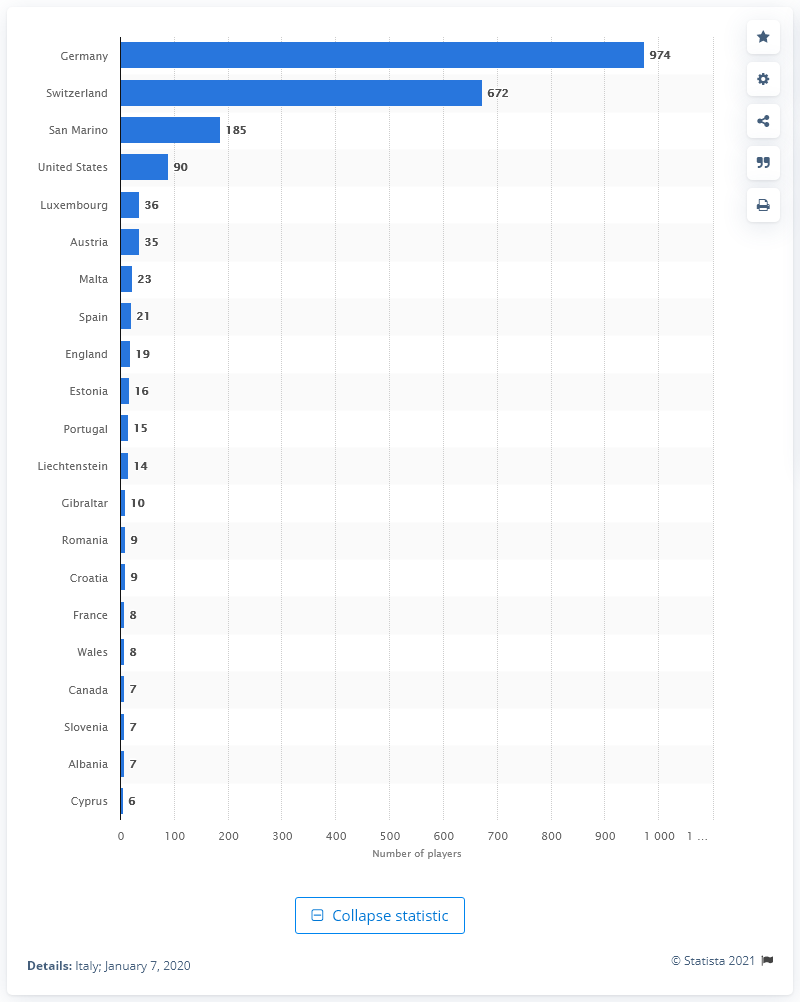 Germany 974
Switzerland 672
San Marino 185
United States 90
Luxembourg 36
Austria 35
Malta 23
Spain 21
England 19
Estonia 16
Portugal 15
Liechtenstein 14
Gibraltar 10
Romania 9
Croatia 9
France 8
Wales 8
Canada 7
Slovenia 7
Albania 7
Cyprus 6
0 100 200 300 400 500 600 700 800 900 1 000 1 ...
Number of players
Collapse statistic
Details: Italy; January 7, 2020
© Statista 2021